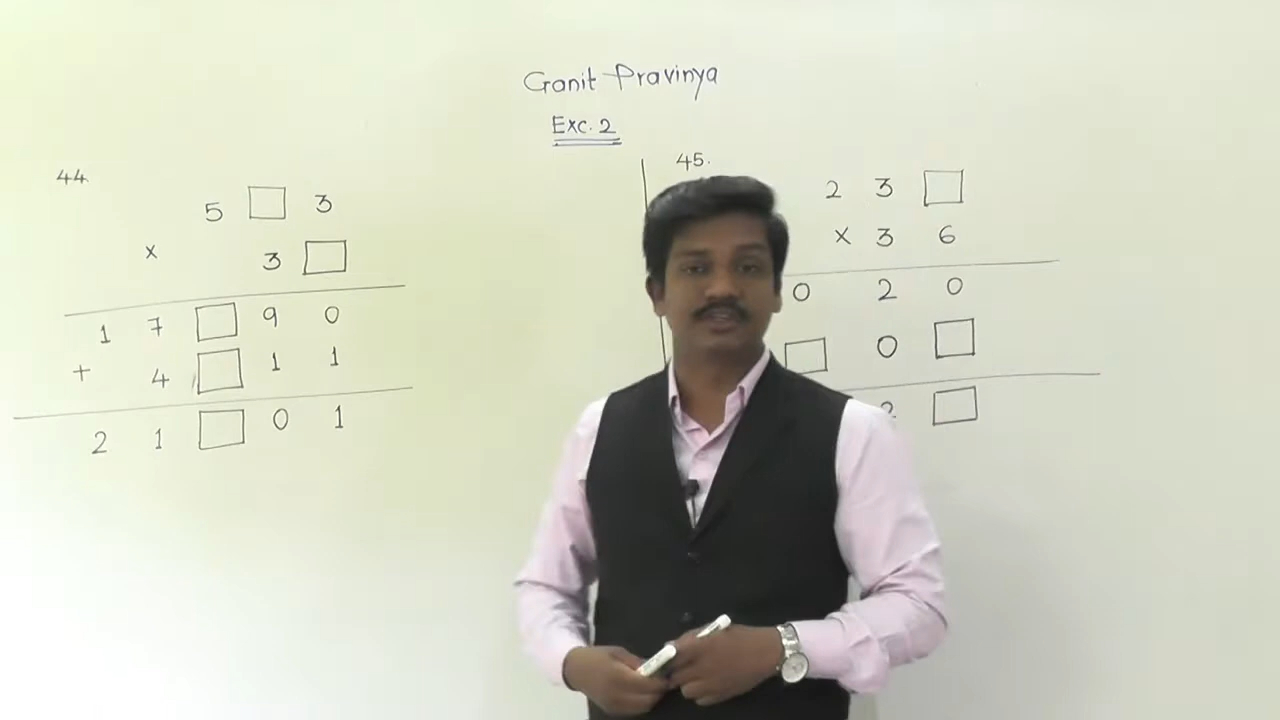 Ganit Pravinya
Exc. 2
44.
5 □ 3
× 3 □
1 7 □ 9 0
+ 4 □ 1 1
2 1 □ 0 1
45.
2 3 □
× 3 6
0 2 0
□ 0 □
2 □